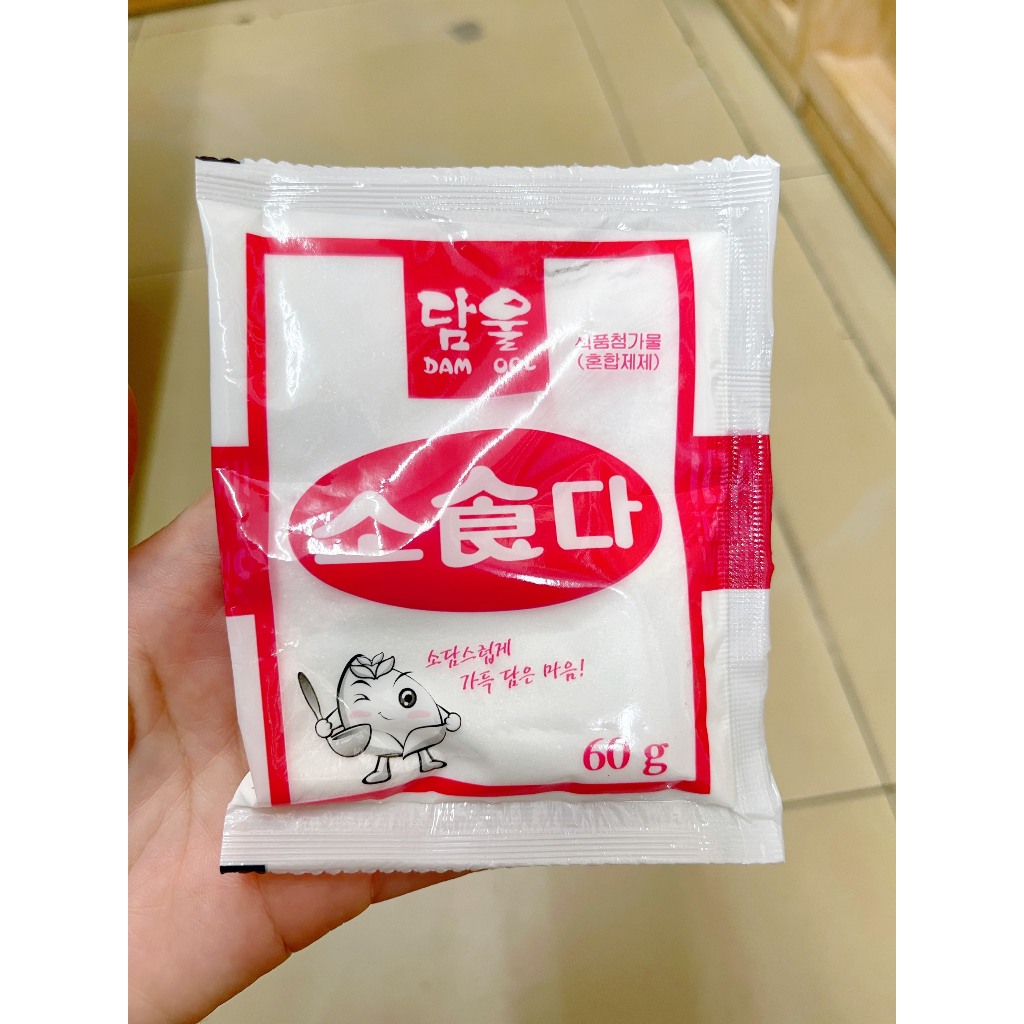 담울
DAM OOL
식품첨가물
(혼합제제)
소食다
소담스럽게
가득 담은 마음!
60 g